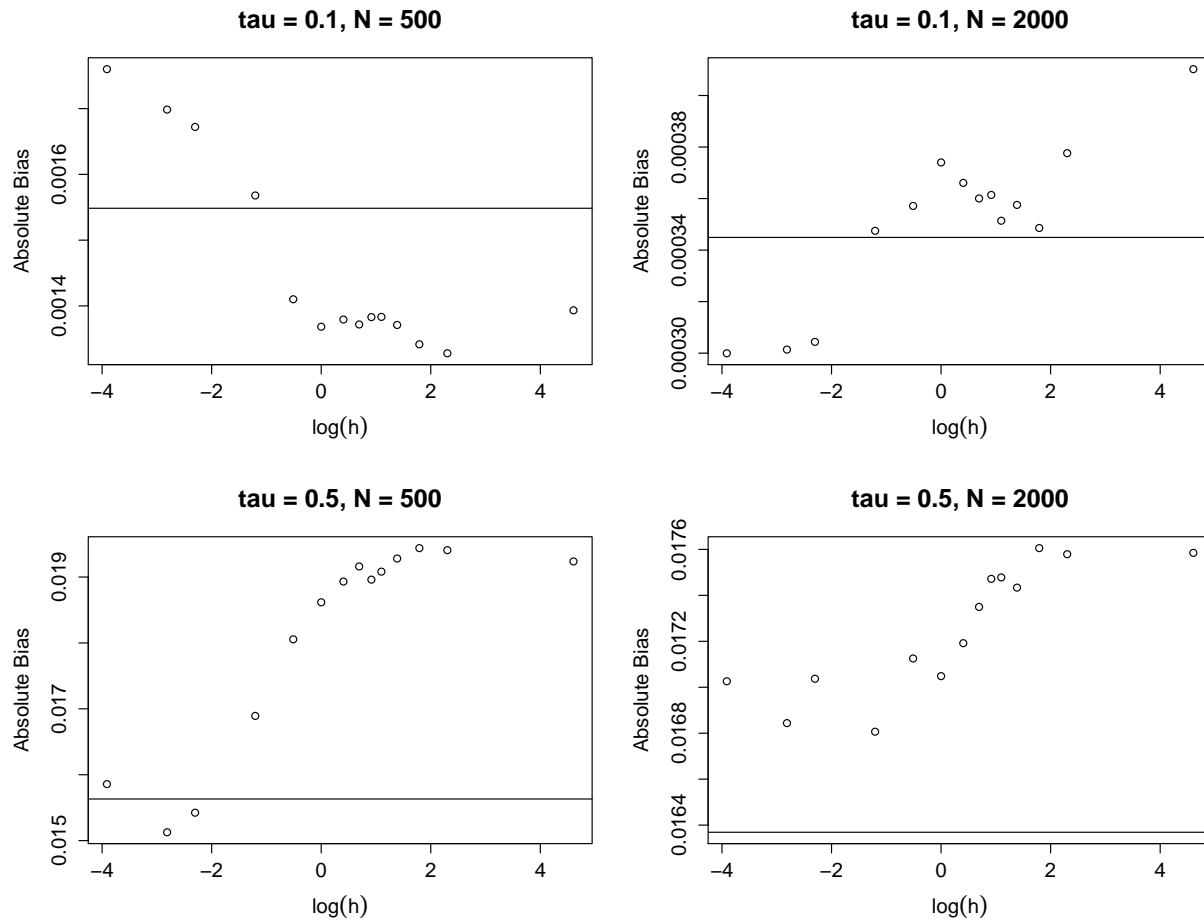 tau = 0.1, N = 500
Absolute Bias
0.0014 0.0016
−4 −2 0 2 4
log(h)
tau = 0.1, N = 2000
Absolute Bias
0.00030 0.00034 0.00038
−4 −2 0 2 4
log(h)
tau = 0.5, N = 500
Absolute Bias
0.015 0.017 0.019
−4 −2 0 2 4
log(h)
tau = 0.5, N = 2000
Absolute Bias
0.0164 0.0168 0.0172 0.0176
−4 −2 0 2 4
log(h)